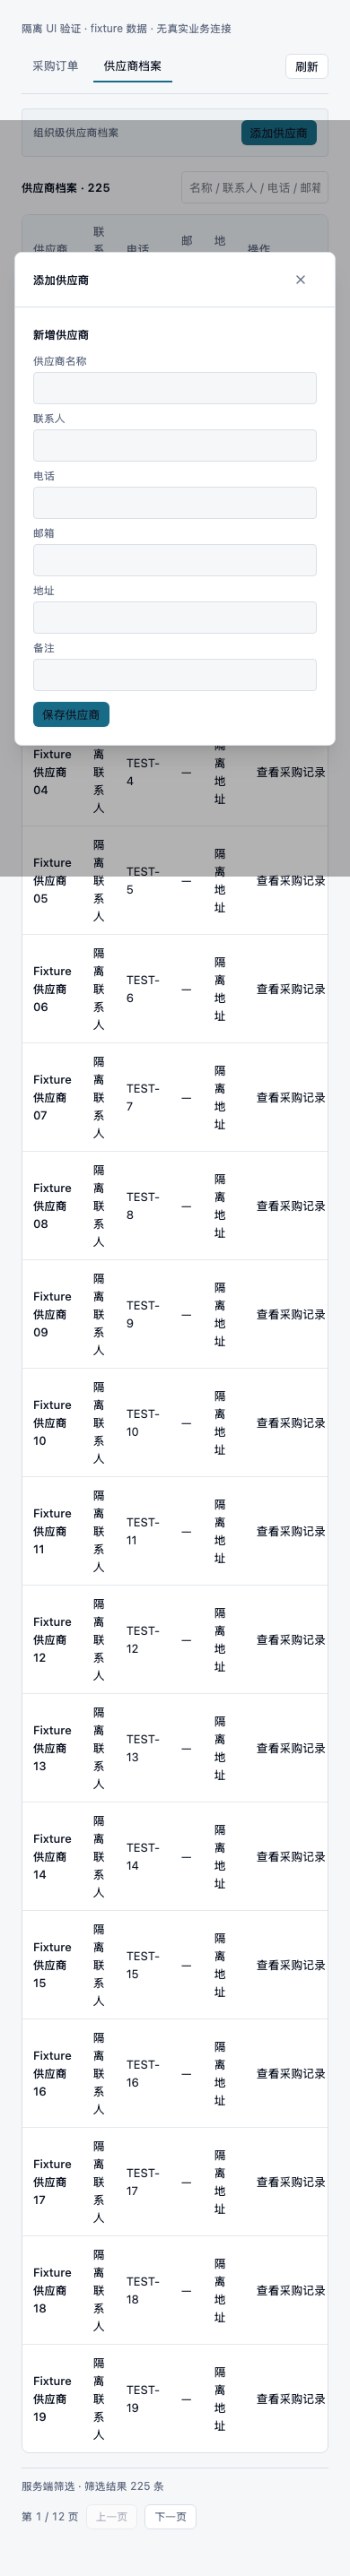 隔离 UI 验证 · fixture 数据 · 无真实业务连接
采购订单 供应商档案 刷新
组织级供应商档案 添加供应商
供应商档案 · 225 名称 / 联系人 / 电话 / 邮箱
供应商 联系 电话 邮 地 操作
添加供应商 ×
新增供应商
供应商名称
联系人
电话
邮箱
地址
备注
保存供应商
Fixture 供应商 04 离联系人 TEST-4 — 隔离地址 查看采购记录
Fixture 供应商 05 隔离联系人 TEST-5 — 隔离地址 查看采购记录
Fixture 供应商 06 隔离联系人 TEST-6 — 隔离地址 查看采购记录
Fixture 供应商 07 隔离联系人 TEST-7 — 隔离地址 查看采购记录
Fixture 供应商 08 隔离联系人 TEST-8 — 隔离地址 查看采购记录
Fixture 供应商 09 隔离联系人 TEST-9 — 隔离地址 查看采购记录
Fixture 供应商 10 隔离联系人 TEST-10 — 隔离地址 查看采购记录
Fixture 供应商 11 隔离联系人 TEST-11 — 隔离地址 查看采购记录
Fixture 供应商 12 隔离联系人 TEST-12 — 隔离地址 查看采购记录
Fixture 供应商 13 隔离联系人 TEST-13 — 隔离地址 查看采购记录
Fixture 供应商 14 隔离联系人 TEST-14 — 隔离地址 查看采购记录
Fixture 供应商 15 隔离联系人 TEST-15 — 隔离地址 查看采购记录
Fixture 供应商 16 隔离联系人 TEST-16 — 隔离地址 查看采购记录
Fixture 供应商 17 隔离联系人 TEST-17 — 隔离地址 查看采购记录
Fixture 供应商 18 隔离联系人 TEST-18 — 隔离地址 查看采购记录
Fixture 供应商 19 隔离联系人 TEST-19 — 隔离地址 查看采购记录
服务端筛选 · 筛选结果 225 条
第 1 / 12 页 上一页 下一页